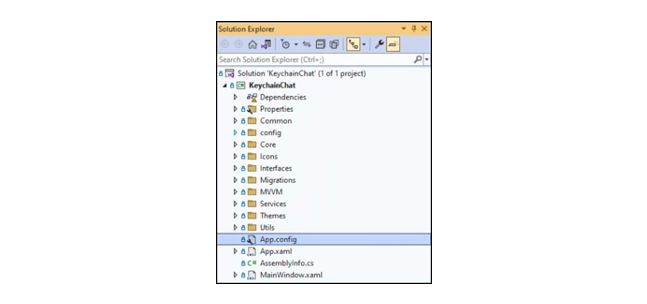 Solution Explorer
Search Solution Explorer (Ctrl+;)
Solution 'KeychainChat' (1 of 1 project)
KeychainChat
Dependencies
Properties
Common
config
Core
Icons
Interfaces
Migrations
MVVM
Services
Themes
Utils
App.config
App.xaml
C# AssemblyInfo.cs
MainWindow.xaml